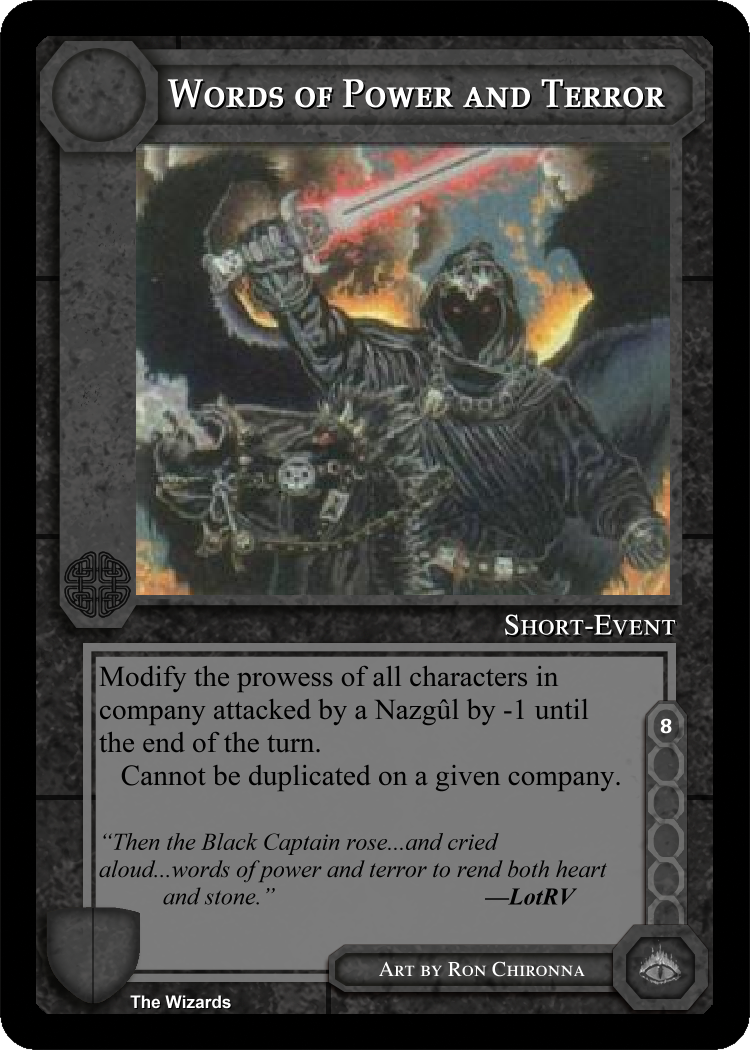 Words of Power and Terror
Short-Event
Modify the prowess of all characters in
company attacked by a Nazgûl by -1 until
the end of the turn.
Cannot be duplicated on a given company.
8
“Then the Black Captain rose...and cried
aloud...words of power and terror to rend both heart
and stone.” —LotRV
Art by Ron Chironna
The Wizards